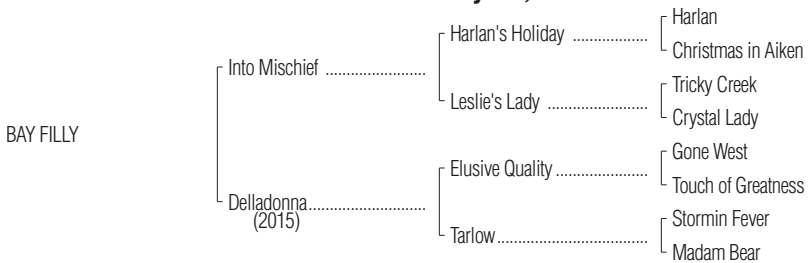 Harlan
Harlan's Holiday ..................
Christmas in Aiken
Into Mischief ........................
Tricky Creek
Leslie's Lady ........................
Crystal Lady
BAY FILLY
Gone West
Elusive Quality ......................
Touch of Greatness
Delladonna............................
(2015)
Stormin Fever
Tarlow....................................
Madam Bear